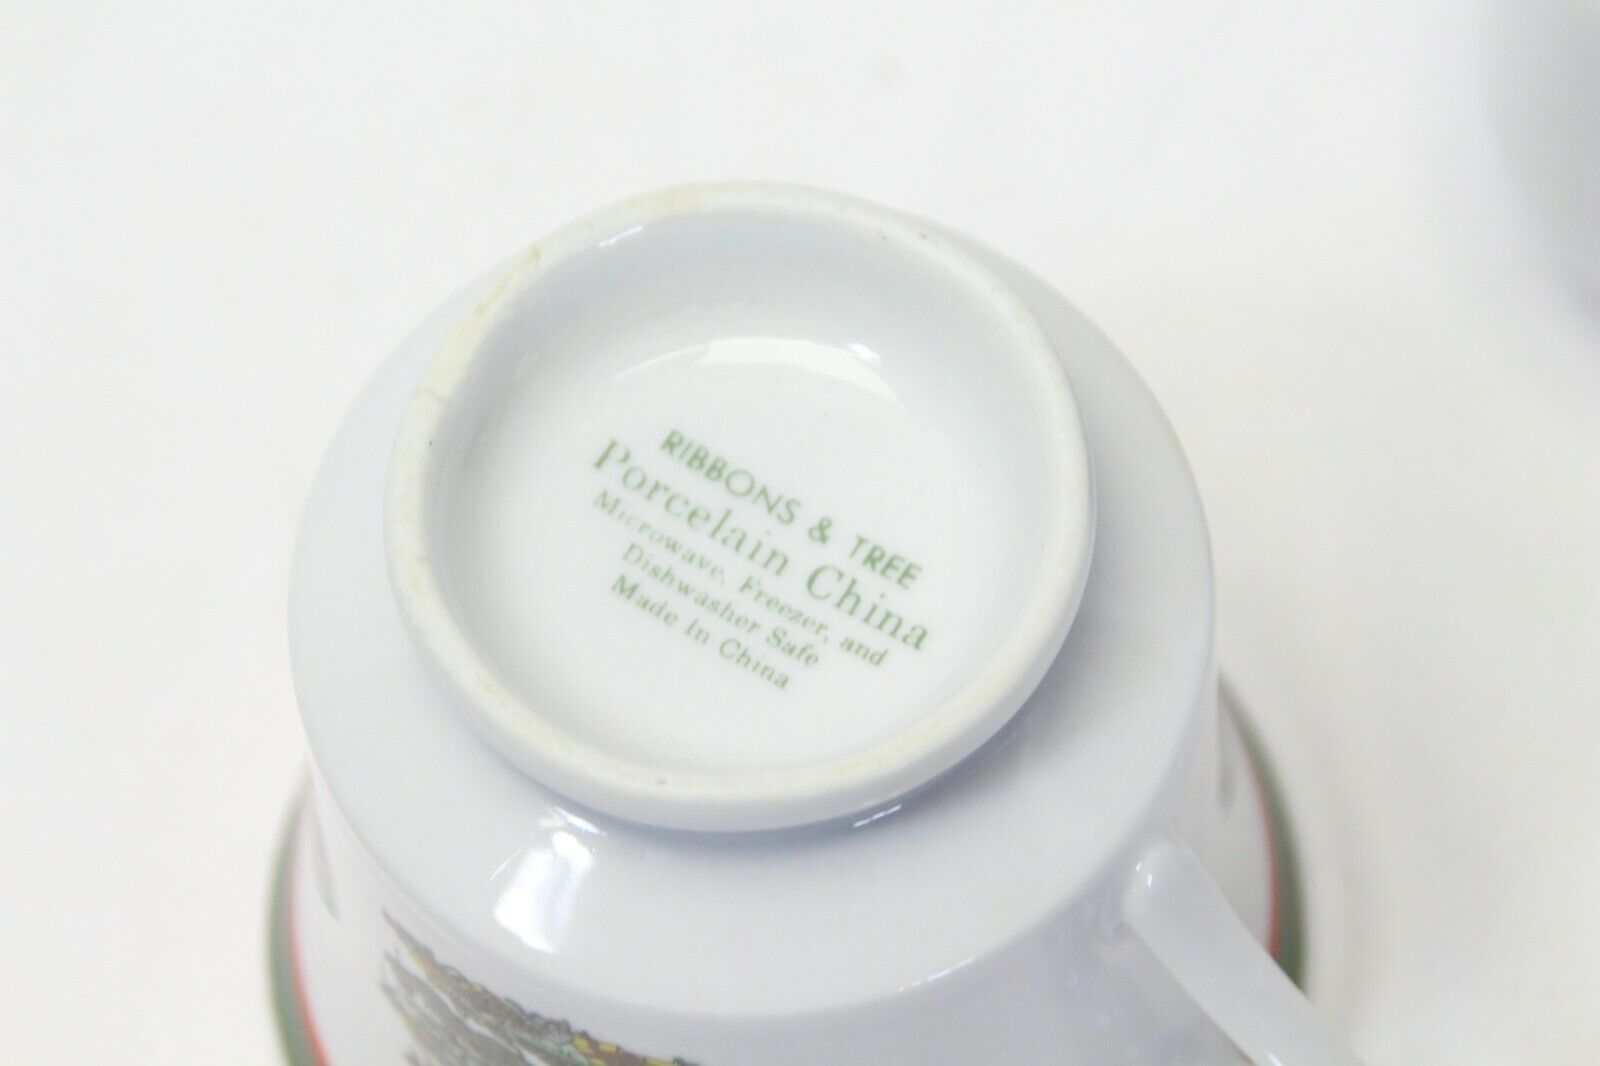 RIBBONS & TREE
Porcelain China
Microwave, Freezer, and
Dishwasher Safe
Made In China